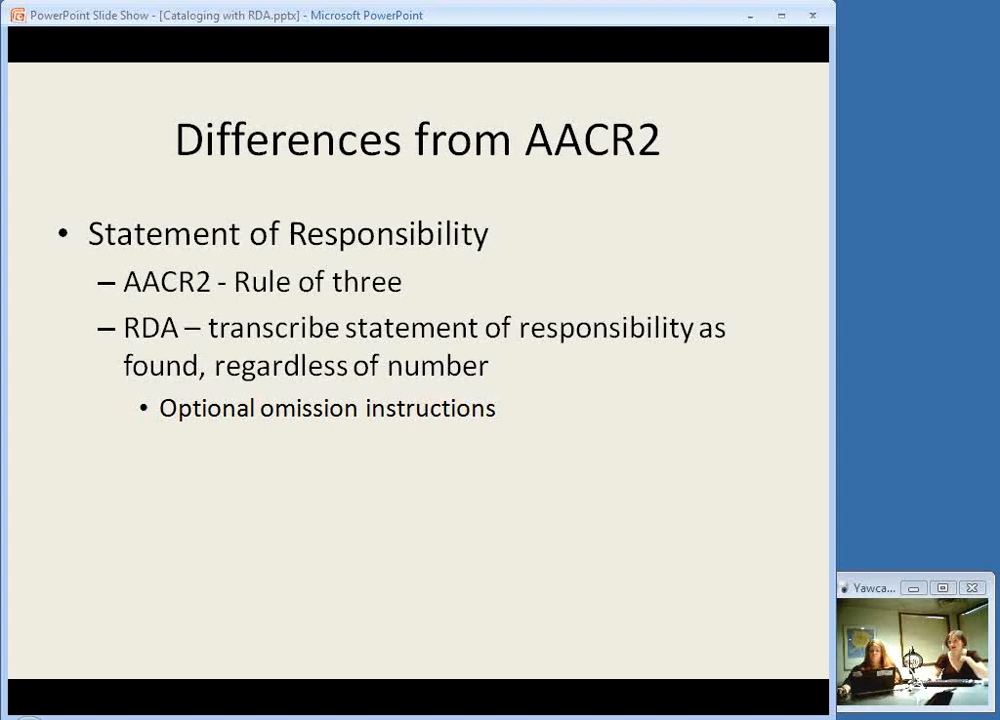 PowerPoint Slide Show - [Cataloging with RDA.pptx] - Microsoft PowerPoint
Differences from AACR2
• Statement of Responsibility
– AACR2 - Rule of three
– RDA – transcribe statement of responsibility as
found, regardless of number
• Optional omission instructions
Yawca...